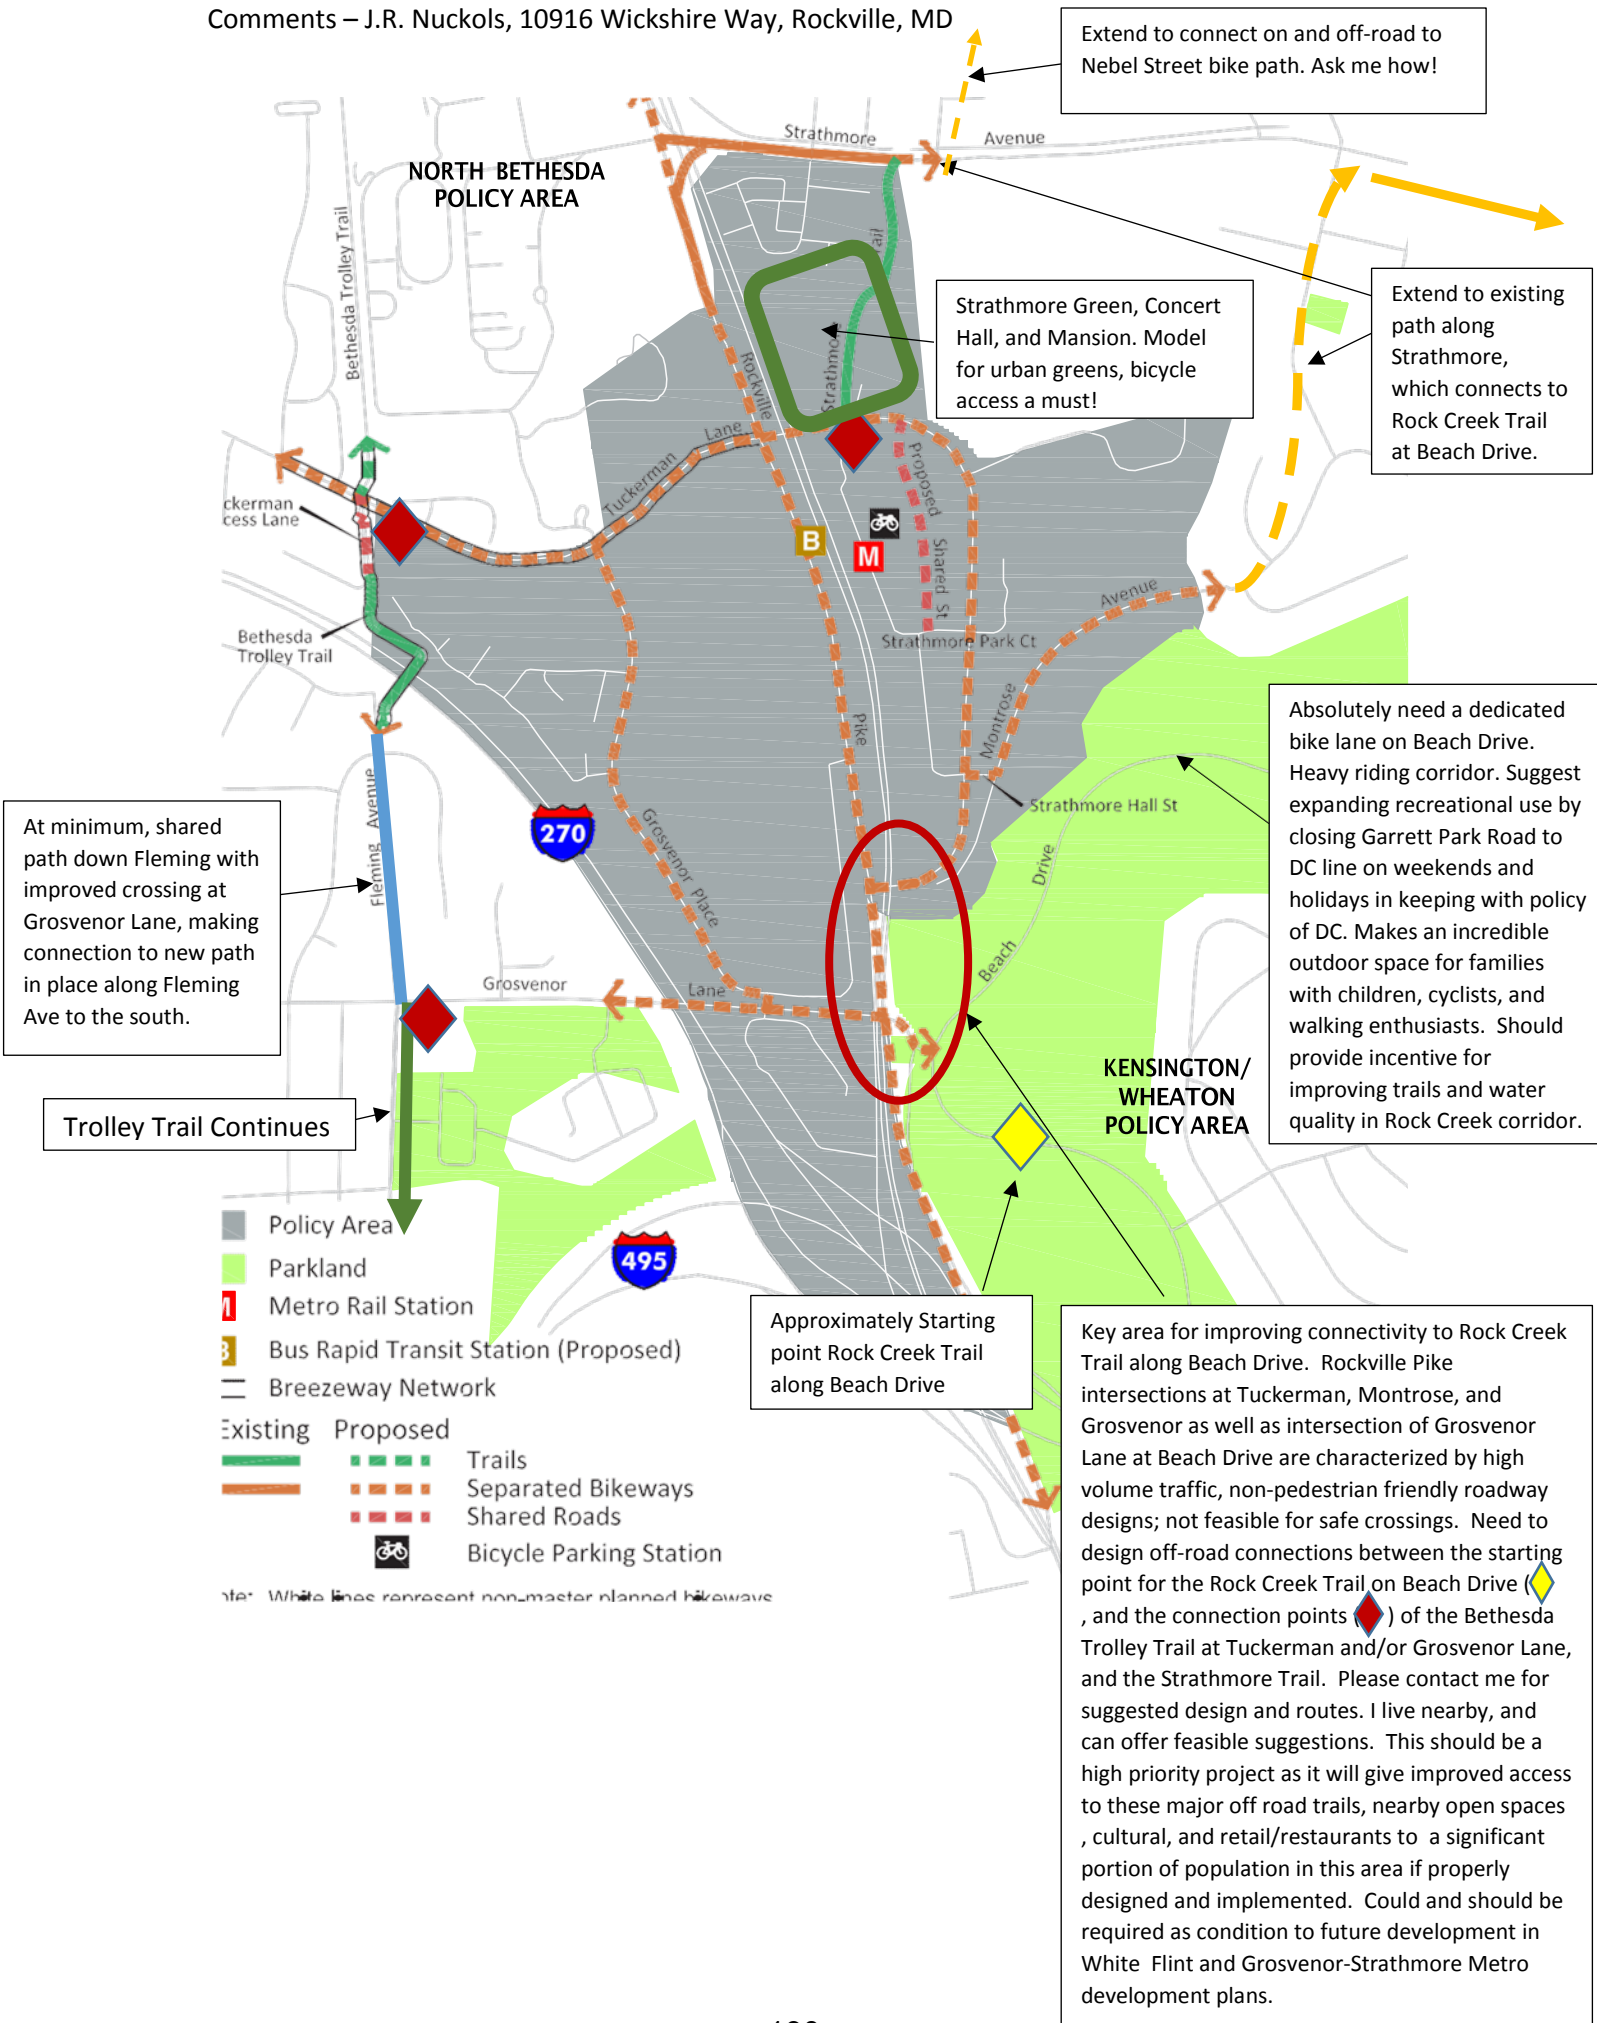 Comments – J.R. Nuckols, 10916 Wickshire Way, Rockville, MD
Extend to connect on and off-road to
Nebel Street bike path. Ask me how!
Strathmore
Avenue
NORTH BETHESDA
POLICY AREA
Bethesda Trolley Trail
Strathmore
ail
Extend to existing
path along
Strathmore,
which connects to
Rock Creek Trail
at Beach Drive.
Strathmore Green, Concert
Hall, and Mansion. Model
for urban greens, bicycle
access a must!
Rockville
Lane
Tuckerman
Proposed
Shared St
ckerman
cess Lane
B
M
Avenue
Strathmore Park Ct
Bethesda
Trolley Trail
Montrose
Pike
Strathmore Hall St
Absolutely need a dedicated
bike lane on Beach Drive.
Heavy riding corridor. Suggest
expanding recreational use by
closing Garrett Park Road to
DC line on weekends and
holidays in keeping with policy
of DC. Makes an incredible
outdoor space for families
with children, cyclists, and
walking enthusiasts. Should
provide incentive for
improving trails and water
quality in Rock Creek corridor.
At minimum, shared
path down Fleming with
improved crossing at
Grosvenor Lane, making
connection to new path
in place along Fleming
Ave to the south.
Fleming Avenue
270
Grosvenor Place
Drive
Beach
Grosvenor
Lane
KENSINGTON/
WHEATON
POLICY AREA
Trolley Trail Continues
495
Policy Area
Parkland
Metro Rail Station
Bus Rapid Transit Station (Proposed)
Breezeway Network
Existing Proposed
Trails
Separated Bikeways
Shared Roads
Bicycle Parking Station
White lines represent non-master planned bikeways
Approximately Starting
point Rock Creek Trail
along Beach Drive
Key area for improving connectivity to Rock Creek
Trail along Beach Drive. Rockville Pike
intersections at Tuckerman, Montrose, and
Grosvenor as well as intersection of Grosvenor
Lane at Beach Drive are characterized by high
volume traffic, non-pedestrian friendly roadway
designs; not feasible for safe crossings. Need to
design off-road connections between the starting
point for the Rock Creek Trail on Beach Drive (
, and the connection points ( ) of the Bethesda
Trolley Trail at Tuckerman and/or Grosvenor Lane,
and the Strathmore Trail. Please contact me for
suggested design and routes. I live nearby, and
can offer feasible suggestions. This should be a
high priority project as it will give improved access
to these major off road trails, nearby open spaces
, cultural, and retail/restaurants to a significant
portion of population in this area if properly
designed and implemented. Could and should be
required as condition to future development in
White Flint and Grosvenor-Strathmore Metro
development plans.